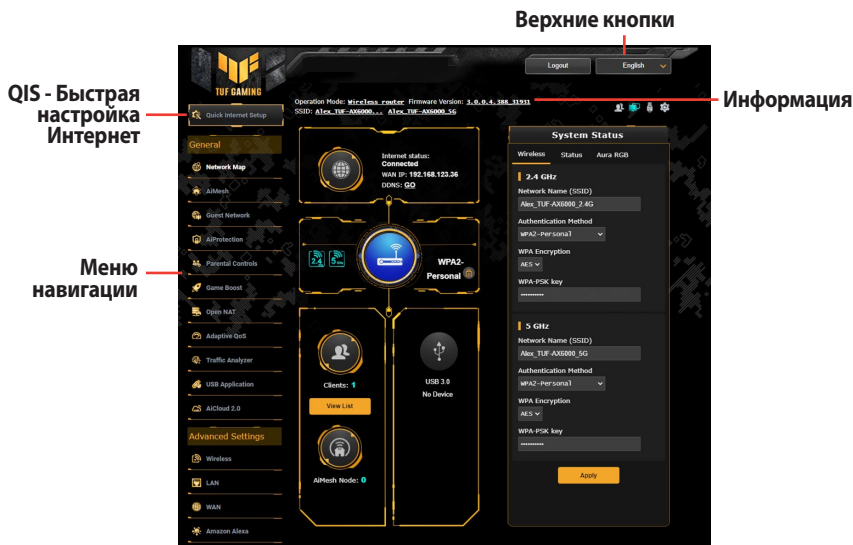 Верхние кнопки
QIS - Быстрая
настройка
Интернет
Информация
Меню
навигации
TUF GAMING
Logout
English
Operation Mode: Wireless router Firmware Version: 3.0.0.4.388_31931
SSID: Alex_TUF-AX6000... Alex_TUF-AX6000_5G
Quick Internet Setup
General
Network Map
AiMesh
Guest Network
AiProtection
Parental Controls
Game Boost
Open NAT
Adaptive QoS
Traffic Analyzer
USB Application
AiCloud 2.0
Advanced Settings
Wireless
LAN
WAN
Amazon Alexa
Internet status:
Connected
WAN IP: 192.168.123.36
DDNS: GO
2.4
5
WPA2-
Personal
Clients: 1
View List
AiMesh Node: 0
USB 3.0
No Device
System Status
Wireless Status Aura RGB
2.4 GHz
Network Name (SSID)
Alex_TUF-AX6000_2.4G
Authentication Method
WPA2-Personal
WPA Encryption
AES
WPA-PSK key
••••••••••
5 GHz
Network Name (SSID)
Alex_TUF-AX6000_5G
Authentication Method
WPA2-Personal
WPA Encryption
AES
WPA-PSK key
••••••••••
Apply